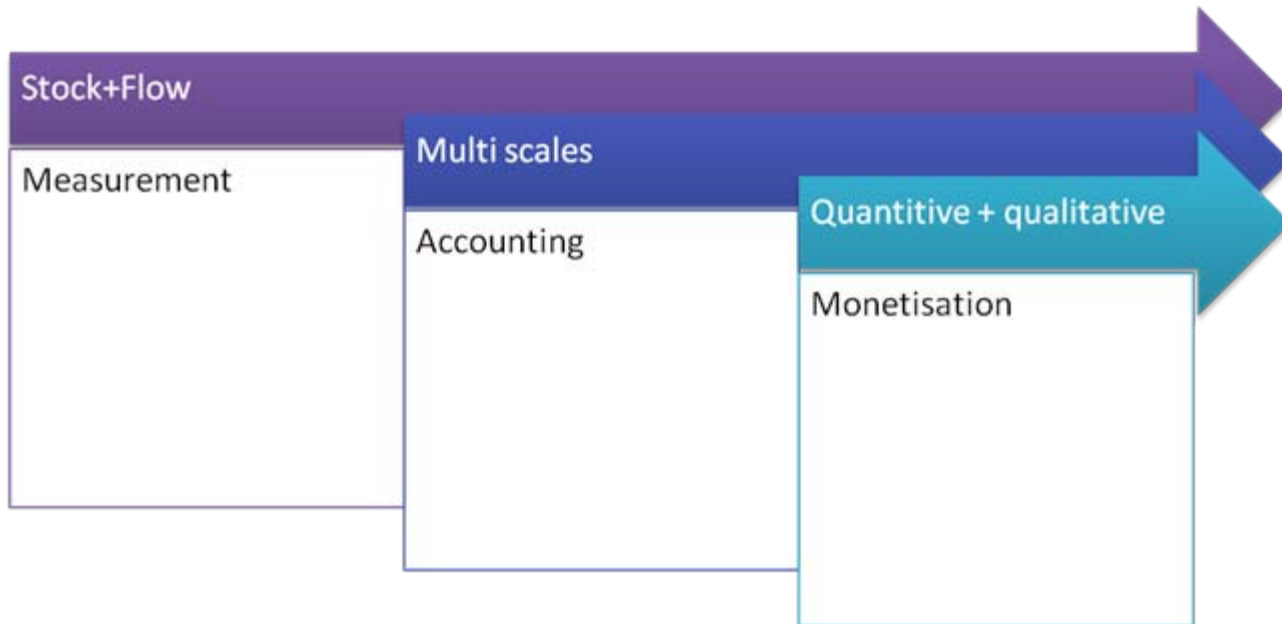 Stock+Flow
Measurement
Multi scales
Accounting
Quantitive + qualitative
Monetisation